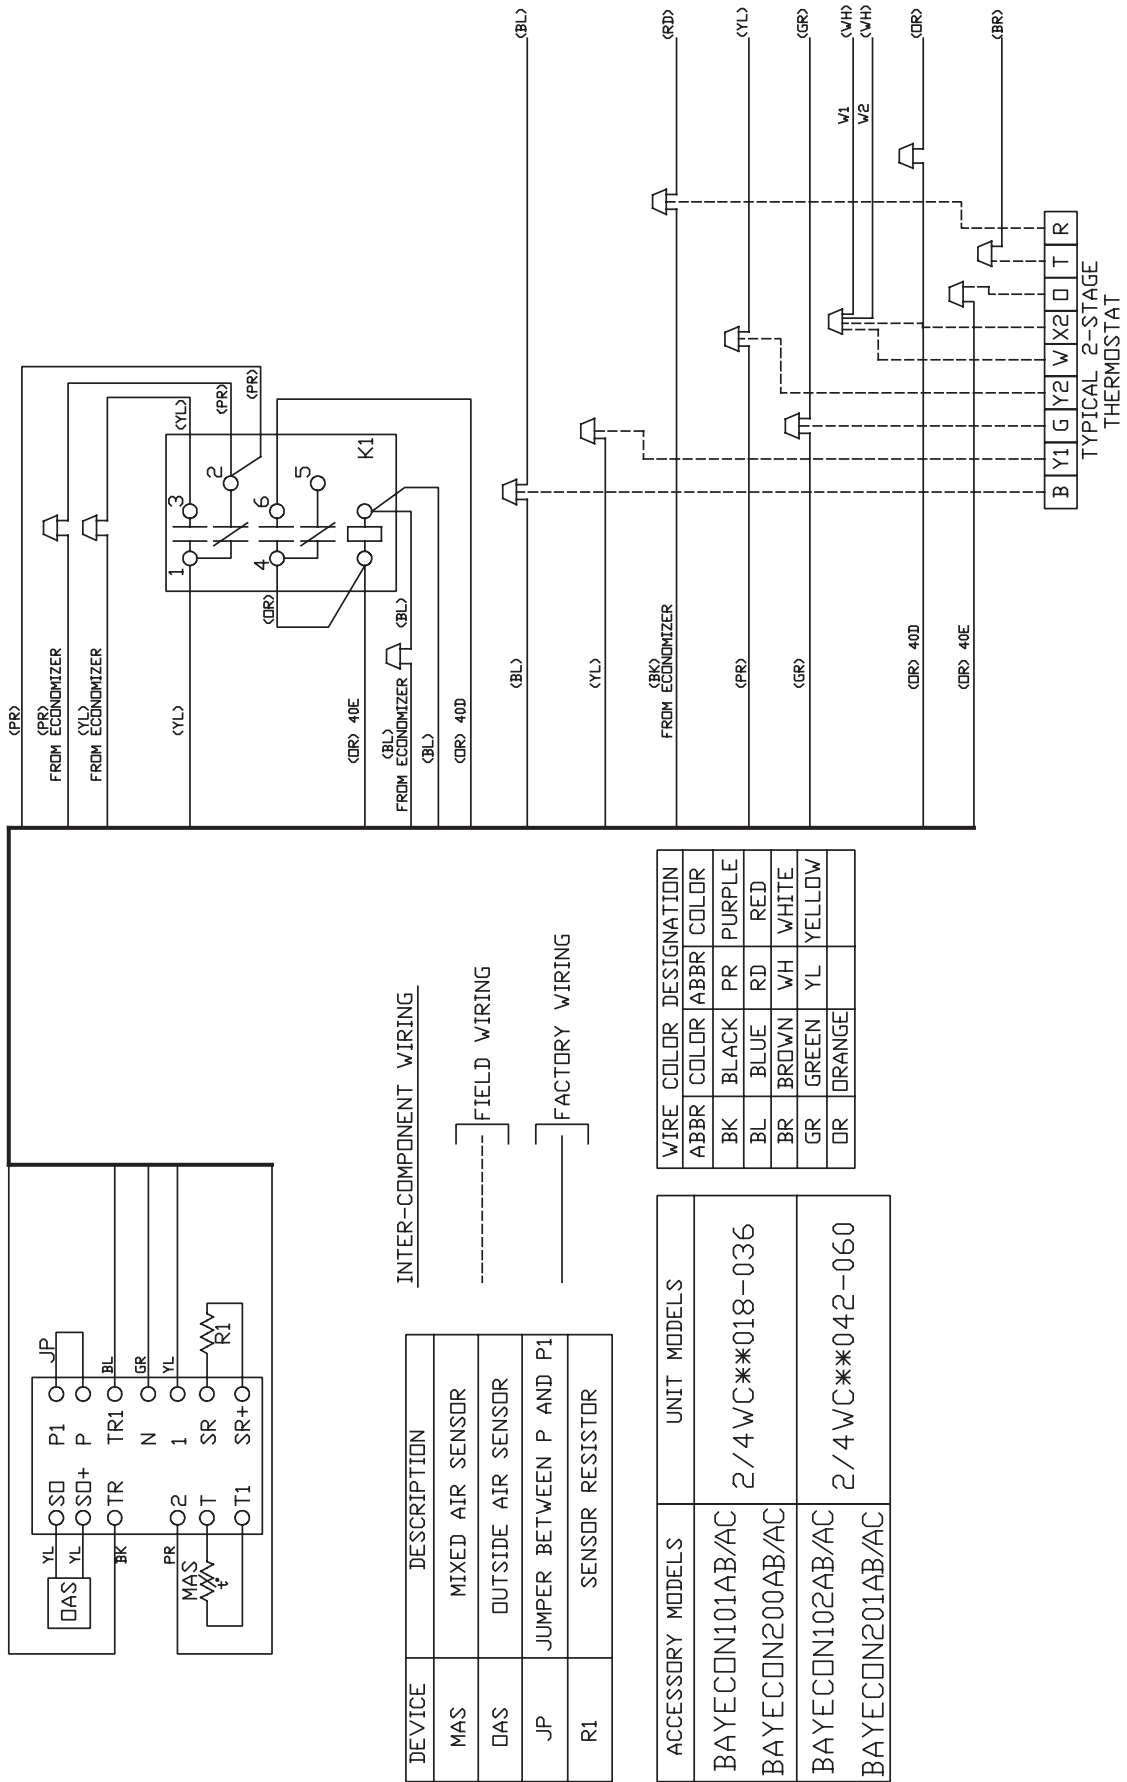 OAS
YL
YL
BK
PR
MAS
t°
SO
SO+
TR
2
T
T1
P1
P
TR1
N
1
SR
SR+
JP
BL
GR
YL
R1
(PR)
(PR)
FROM ECONOMIZER
(YL)
FROM ECONOMIZER
(YL)
(OR) 40E
(BL)
FROM ECONOMIZER
(BL)
(OR) 40D
(OR)
(BL)
1
3
2
4
6
5
K1
(YL)
(PR)
(PR)
DEVICE
DESCRIPTION
MAS
MIXED AIR SENSOR
OAS
OUTSIDE AIR SENSOR
JP
JUMPER BETWEEN P AND P1
R1
SENSOR RESISTOR
INTER-COMPONENT WIRING
FIELD WIRING
FACTORY WIRING
ACCESSORY MODELS
UNIT MODELS
BAYECON101AB/AC
BAYECON200AB/AC
2/4WC**018-036
BAYECON102AB/AC
BAYECON201AB/AC
2/4WC**042-060
WIRE COLOR DESIGNATION
ABBR COLOR ABBR COLOR
BK BLACK PR PURPLE
BL BLUE RD RED
BR BROWN WH WHITE
GR GREEN YL YELLOW
OR ORANGE
(BL)
(BL)
(YL)
(BK)
FROM ECONOMIZER
(RD)
(PR)
(YL)
(GR)
(GR)
W1
(WH)
W2
(WH)
(OR) 40D
(OR)
(OR) 40E
(BR)
B
Y1
G
Y2
W
X2
O
T
R
TYPICAL 2-STAGE
THERMOSTAT